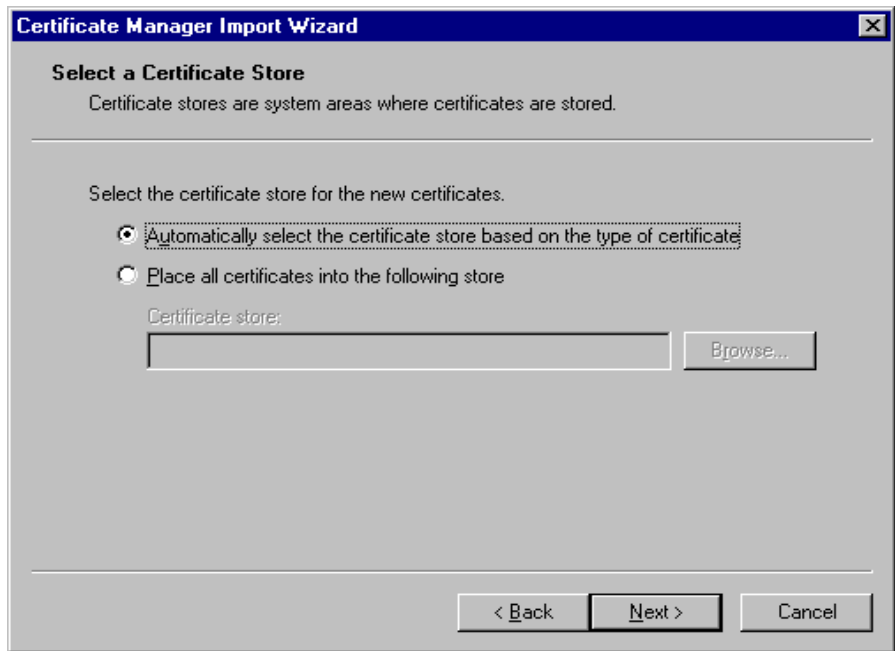 Certificate Manager Import Wizard
Select a Certificate Store
Certificate stores are system areas where certificates are stored.
Select the certificate store for the new certificates.
Automatically select the certificate store based on the type of certificate
Place all certificates into the following store
Certificate store:
Browse...
< Back
Next >
Cancel